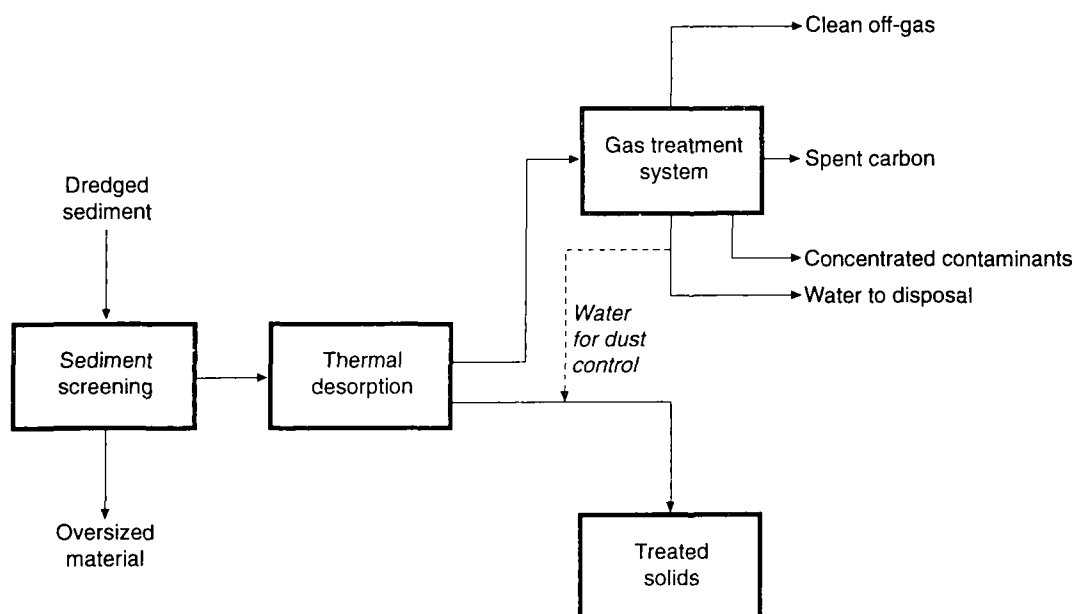 Clean off-gas
Gas treatment
system
Spent carbon
Dredged
sediment
Concentrated contaminants
Water to disposal
Water
for dust
control
Sediment
screening
Thermal
desorption
Oversized
material
Treated
solids